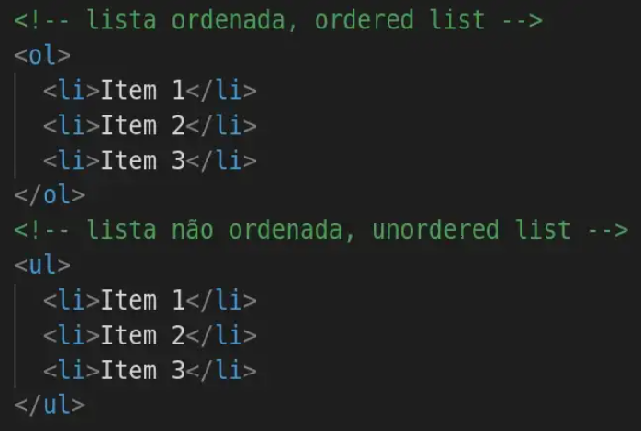 <!-- lista ordenada, ordered list -->
<ol>
  <li>Item 1</li>
  <li>Item 2</li>
  <li>Item 3</li>
</ol>
<!-- lista não ordenada, unordered list -->
<ul>
  <li>Item 1</li>
  <li>Item 2</li>
  <li>Item 3</li>
</ul>